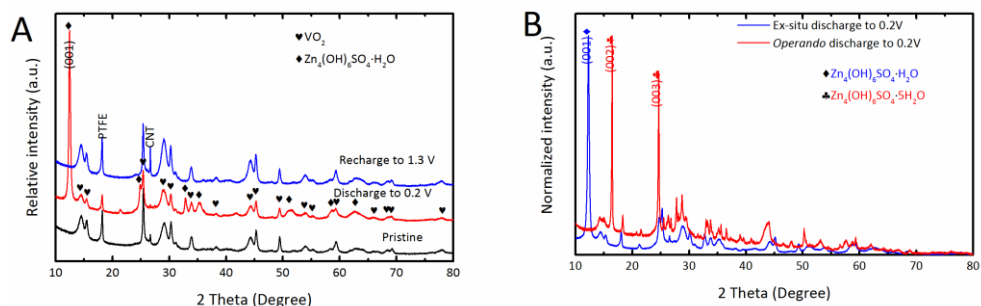 A
Relative intensity (a.u.)
♦
(001)
PTFE
CNT
♥ VO₂
♦ Zn₄(OH)₆SO₄·H₂O
Recharge to 1.3 V
Discharge to 0.2 V
Pristine
10 20 30 40 50 60 70 80
2 Theta (Degree)
B
Normalized intensity (a.u.)
(001)♦
(002)♣
(003)♣
Ex-situ discharge to 0.2V
Operando discharge to 0.2V
♦Zn₄(OH)₆SO₄·H₂O
♣Zn₄(OH)₆SO₄·5H₂O
10 20 30 40 50 60 70 80
2 Theta (Degree)